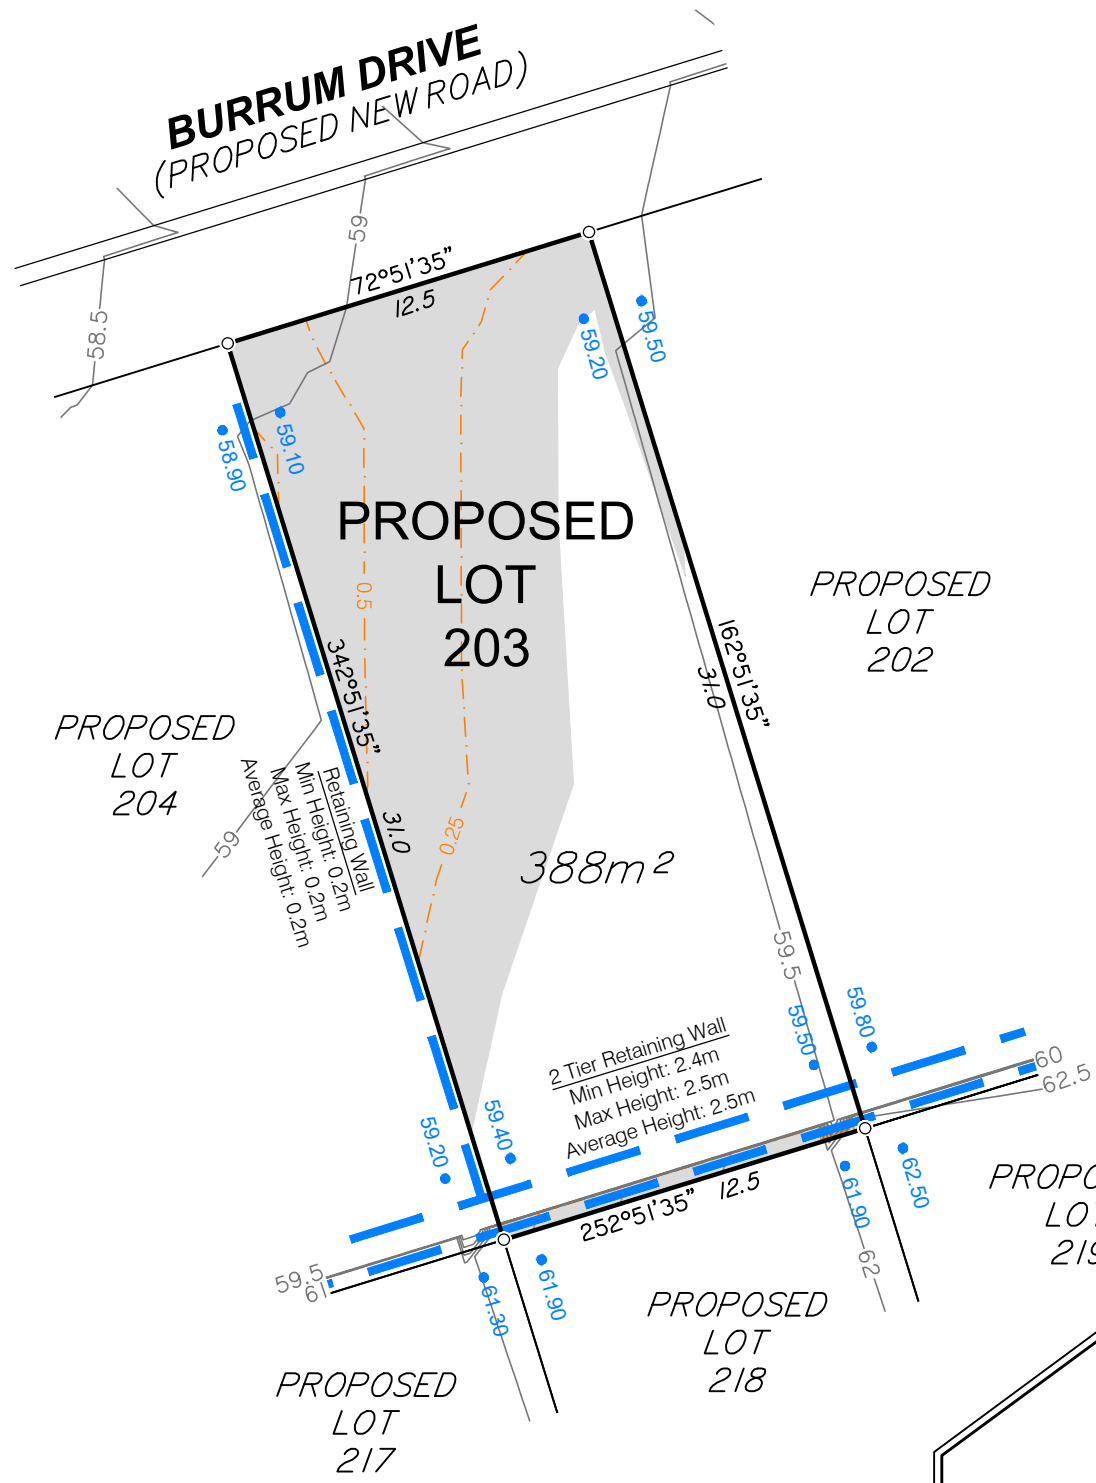 BURRUM DRIVE
(PROPOSED NEW ROAD)
59
58.5
72°51'35"
12.5
59.50
59.20
59.10
58.90
PROPOSED
LOT
203
0.5
PROPOSED
LOT
202
162°51'35"
31.0
342°51'35"
31.0
PROPOSED
LOT
204
59
Retaining Wall
Min Height: 0.2m
Max Height: 0.2m
Average Height: 0.2m
0.25
388m²
59.5
59.80
59.50
2 Tier Retaining Wall
Min Height: 2.4m
Max Height: 2.5m
Average Height: 2.5m
60
62.5
59.40
59.20
252°51'35"
12.5
61.90
62.50
62
59.5
61
61.30
61.90
PROPOSED
LOT
218
PROPOSED
LOT
217
PROPO
LOT
219